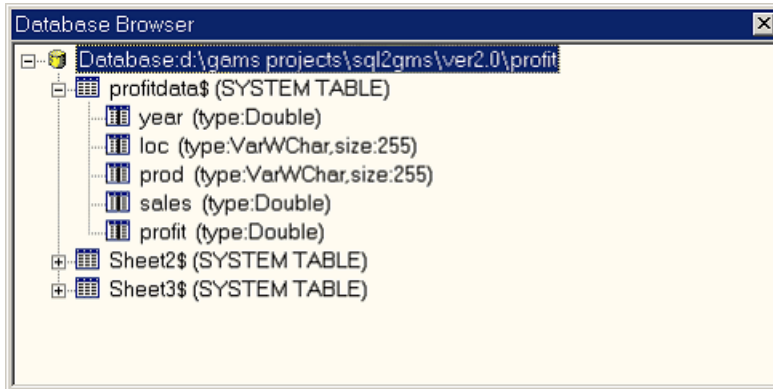 Database Browser
Database:d:\gams projects\sql2gms\ver2.0\profit
profitdata$ (SYSTEM TABLE)
year (type:Double)
loc (type:VarWChar,size:255)
prod (type:VarWChar,size:255)
sales (type:Double)
profit (type:Double)
Sheet2$ (SYSTEM TABLE)
Sheet3$ (SYSTEM TABLE)